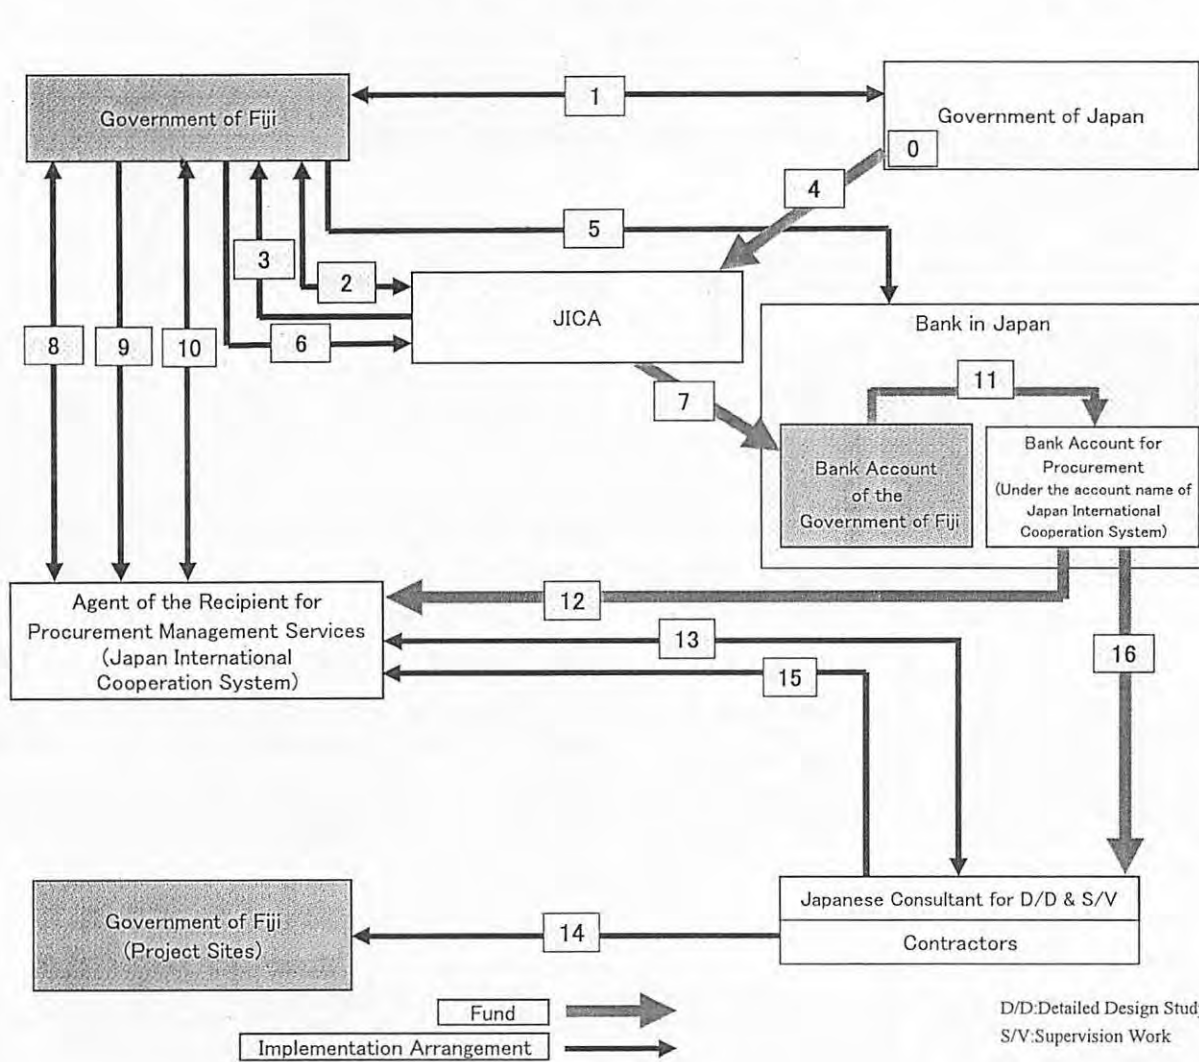 1
Government of Fiji
Government of Japan
0
4
5
3
2
JICA
Bank in Japan
8
9
10
6
11
7
Bank Account
of the
Government of Fiji
Bank Account for
Procurement
(Under the account name of
Japan International
Cooperation System)
12
Agent of the Recipient for
Procurement Management Services
(Japan International
Cooperation System)
13
16
15
Japanese Consultant for D/D & S/V
Contractors
Government of Fiji
(Project Sites)
14
Fund
Implementation Arrangement
D/D:Detailed Design Study
S/V:Supervision Work